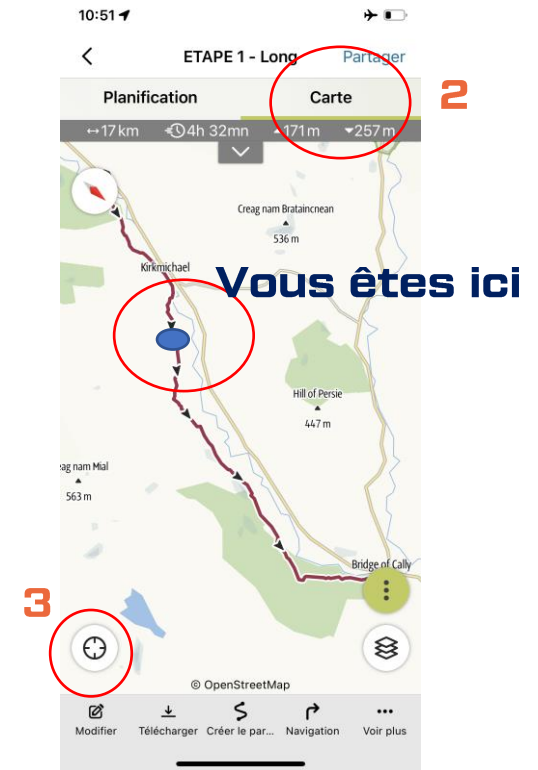 10:51
ETAPE 1 - Long
Partager
Planification
Carte
2
17 km
4h 32mn
171 m
257 m
Creag nam Brataincnean
536 m
Kirkmichael
Vous êtes ici
Hill of Persie
447 m
ag nam Mial
563 m
Bridge of Cally
3
© OpenStreetMap
Modifier
Télécharger
Créer le par...
Navigation
Voir plus